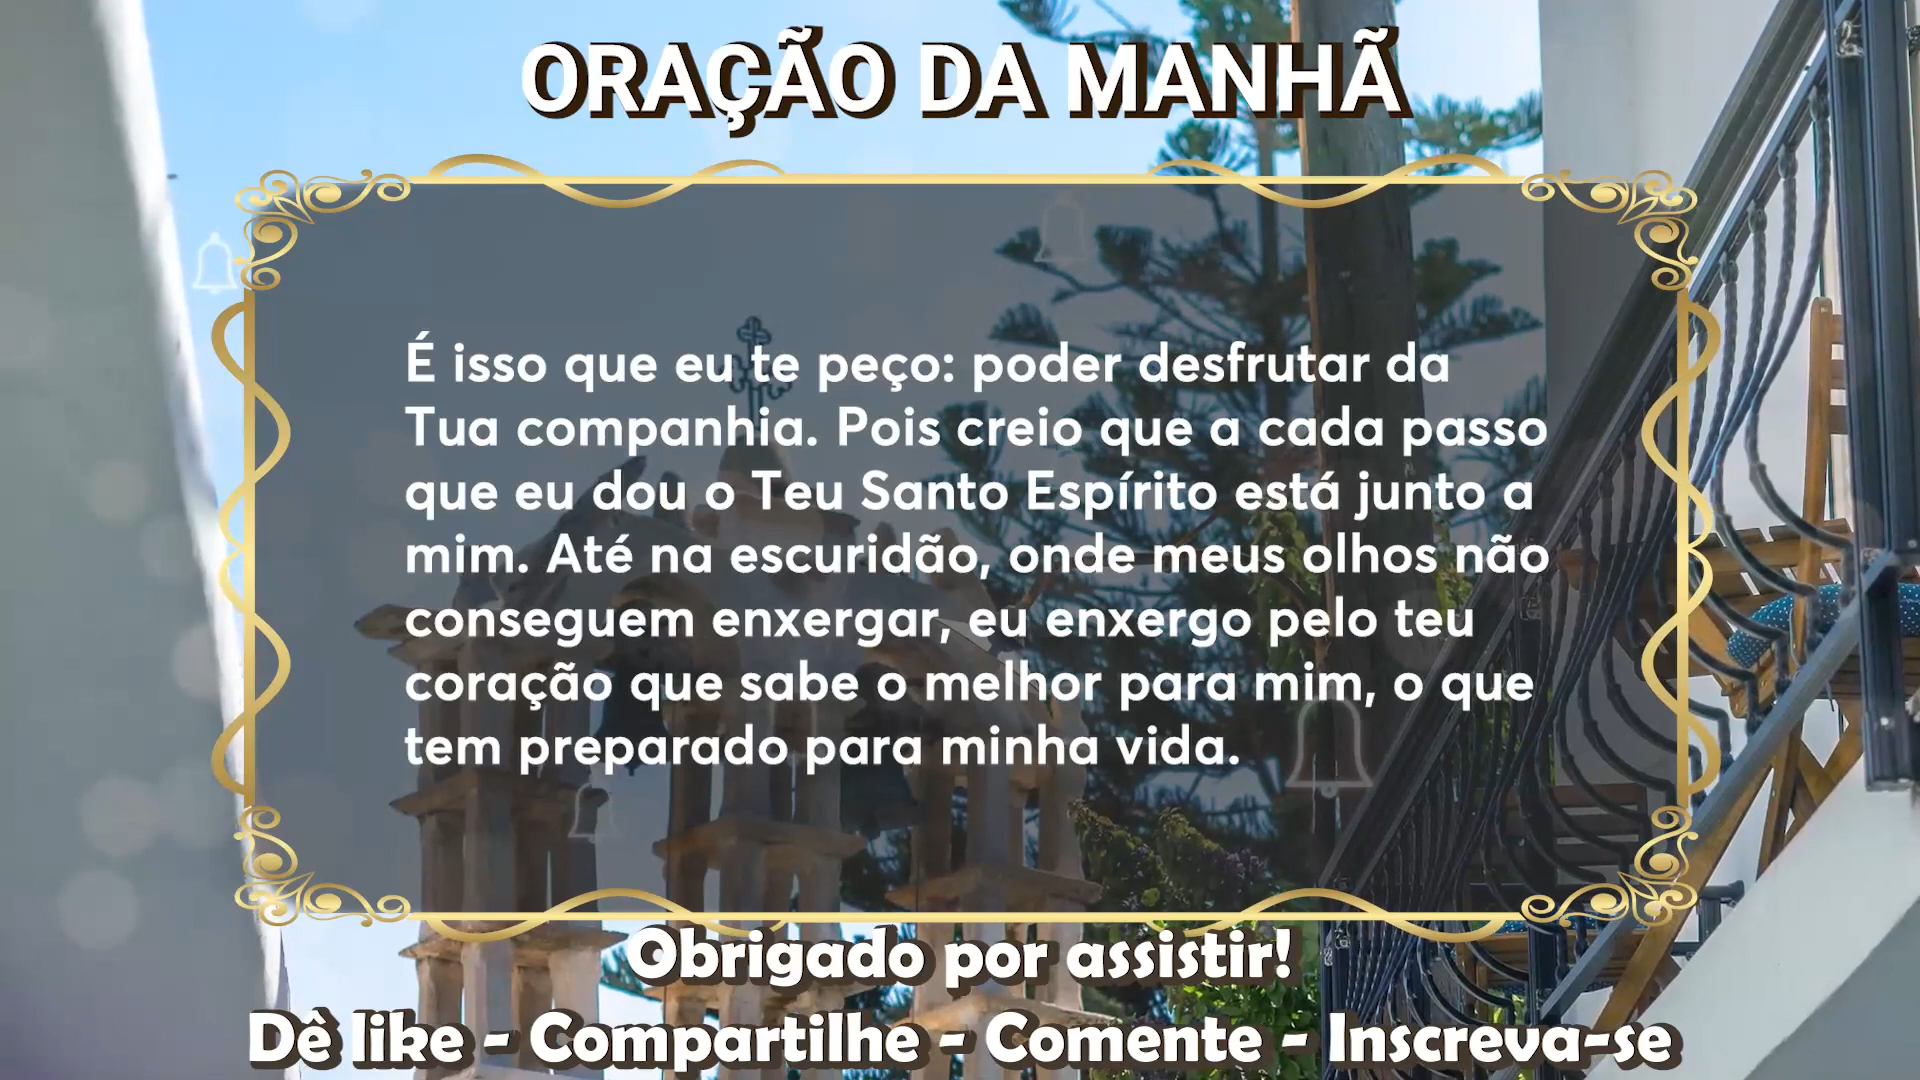 ORAÇÃO DA MANHÃ
É isso que eu te peço: poder desfrutar da
Tua companhia. Pois creio que a cada passo
que eu dou o Teu Santo Espírito está junto a
mim. Até na escuridão, onde meus olhos não
conseguem enxergar, eu enxergo pelo teu
coração que sabe o melhor para mim, o que
tem preparado para minha vida.
Obrigado por assistir!
Dê like - Compartilhe - Comente - Inscreva-se